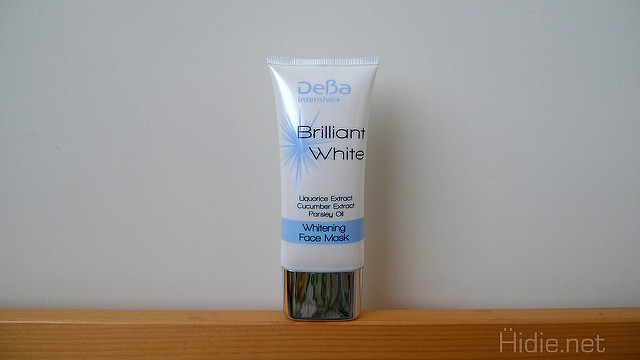 DeBa
intensive+
Brilliant
White
Liquorice Extract
Cucumber Extract
Parsley Oil
Whitening
Face Mask
Hidie.net